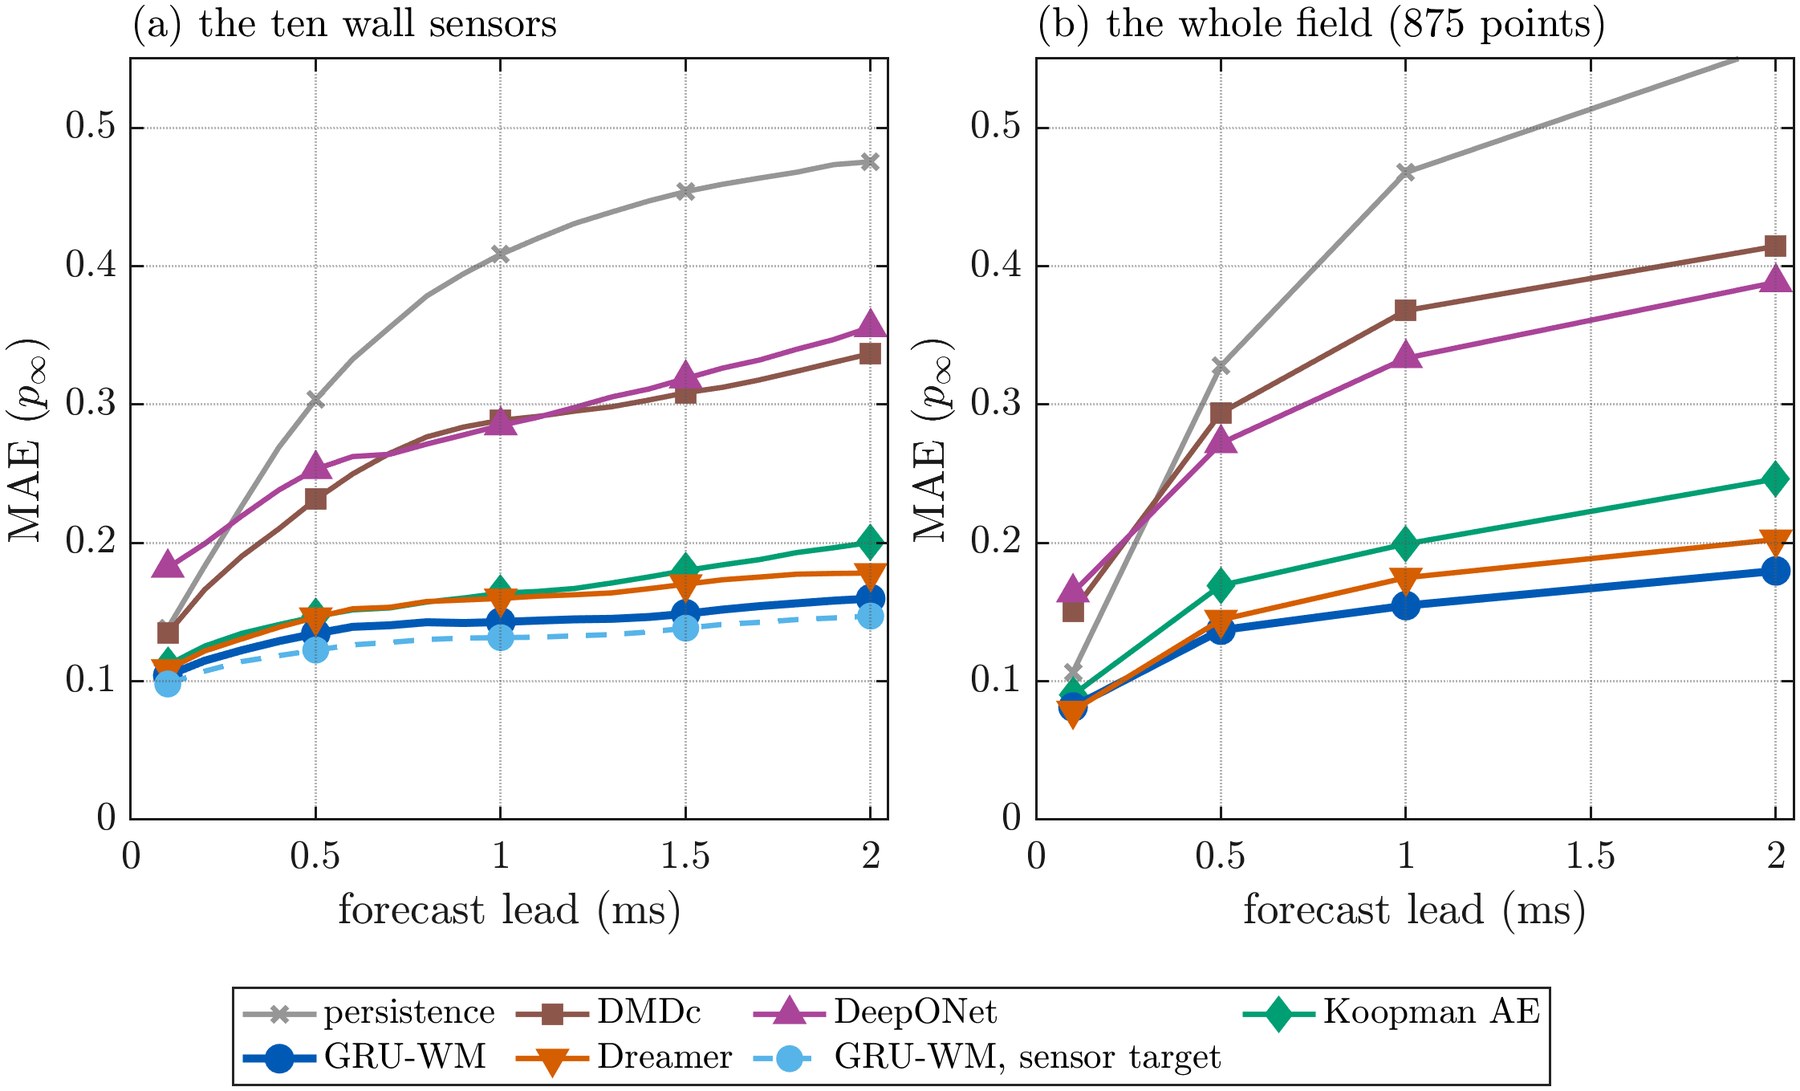 (a) the ten wall sensors
0.5
0.4
0.3
0.2
0.1
0
MAE (p∞)
0 0.5 1 1.5 2
forecast lead (ms)
(b) the whole field (875 points)
0.5
0.4
0.3
0.2
0.1
0
MAE (p∞)
0 0.5 1 1.5 2
forecast lead (ms)
persistence DMDc DeepONet Koopman AE
GRU-WM Dreamer GRU-WM, sensor target